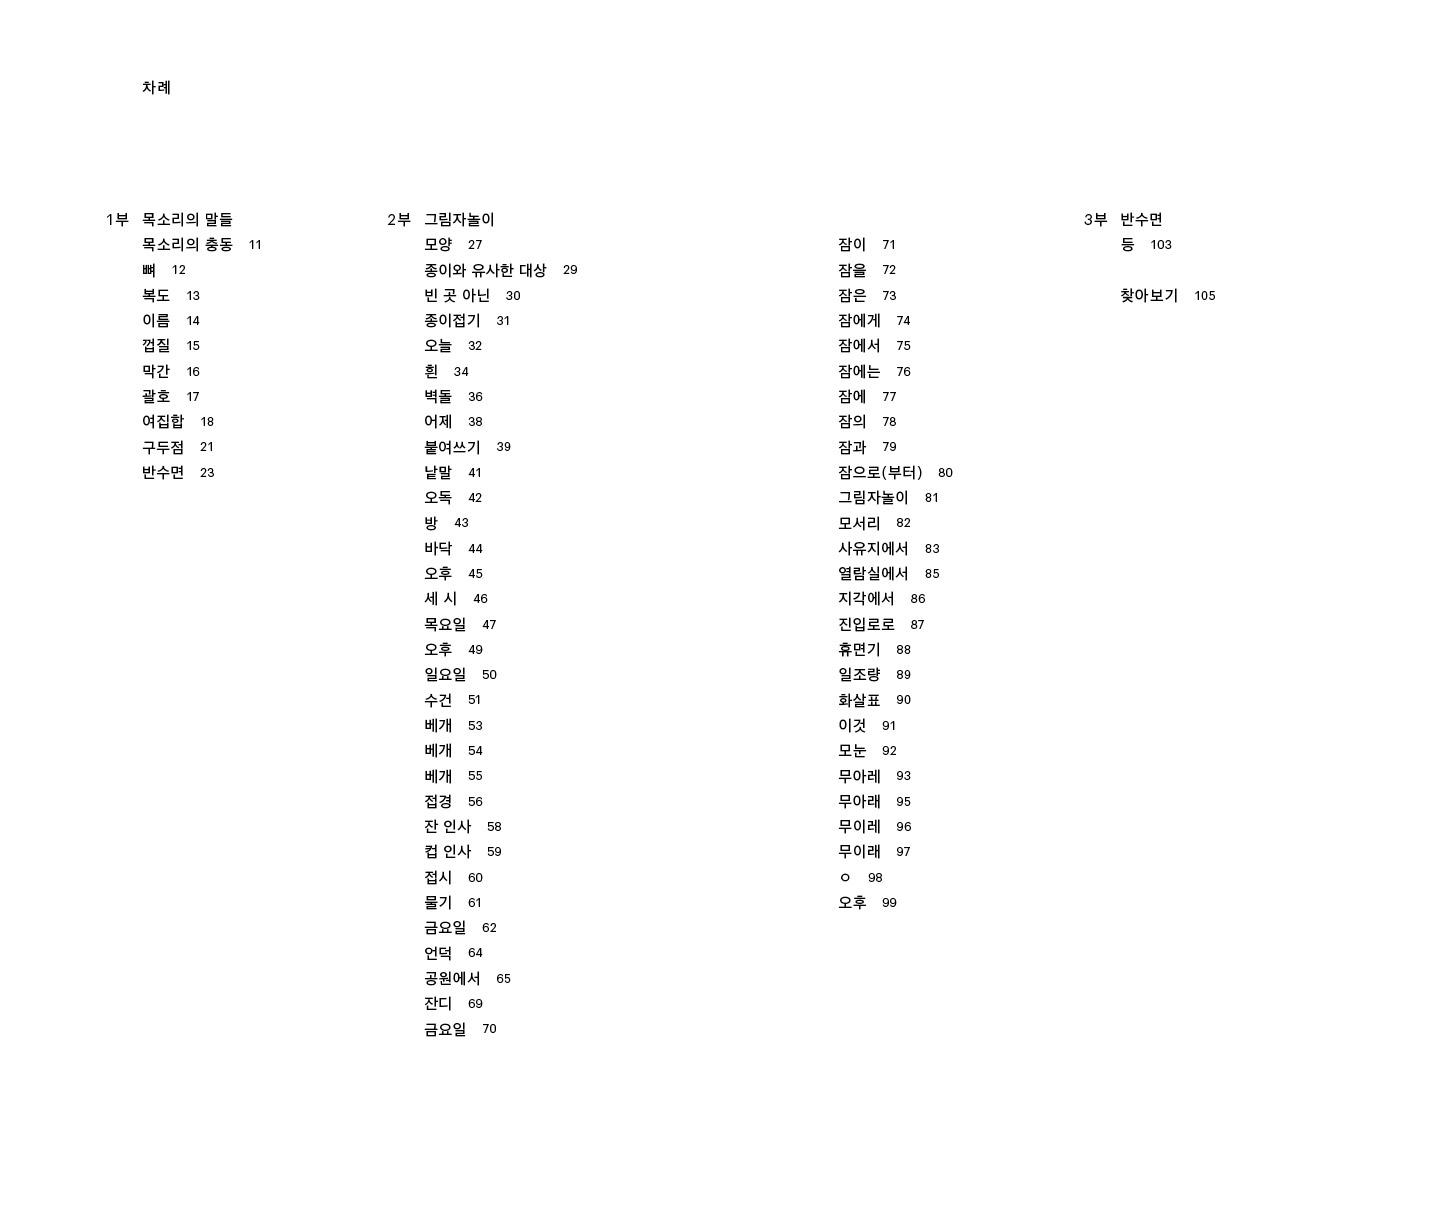 차례
1부 목소리의 말들
목소리의 충동 11
뼈 12
복도 13
이름 14
껍질 15
막간 16
괄호 17
여집합 18
구두점 21
반수면 23
2부 그림자놀이
모양 27
종이와 유사한 대상 29
빈 곳 아닌 30
종이접기 31
오늘 32
흰 34
벽돌 36
어제 38
붙여쓰기 39
낱말 41
오독 42
방 43
바닥 44
오후 45
세 시 46
목요일 47
오후 49
일요일 50
수건 51
베개 53
베개 54
베개 55
접경 56
잔 인사 58
컵 인사 59
접시 60
물기 61
금요일 62
언덕 64
공원에서 65
잔디 69
금요일 70
잠이 71
잠을 72
잠은 73
잠에게 74
잠에서 75
잠에는 76
잠에 77
잠의 78
잠과 79
잠으로(부터) 80
그림자놀이 81
모서리 82
사유지에서 83
열람실에서 85
지각에서 86
진입로로 87
휴면기 88
일조량 89
화살표 90
이것 91
모눈 92
무아레 93
무아래 95
무이레 96
무이래 97
ㅇ 98
오후 99
3부 반수면
등 103
찾아보기 105